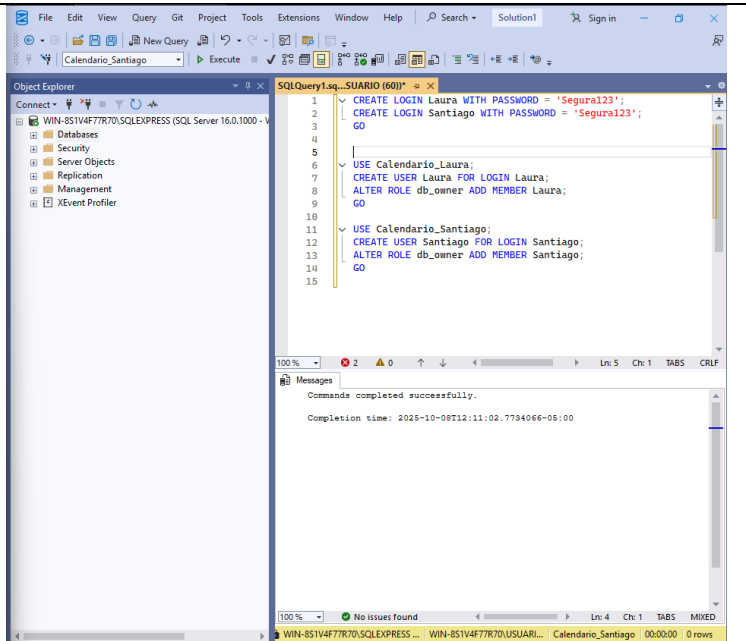 File Edit View Query Git Project Tools Extensions Window Help Search Solution1 Sign in
New Query
Calendario_Santiago Execute
Object Explorer
Connect
WIN-8S1V4F77R70\SQLEXPRESS (SQL Server 16.0.1000 - V
Databases
Security
Server Objects
Replication
Management
XEvent Profiler
SQLQuery1.sq...SUARIO (60))*
1 CREATE LOGIN Laura WITH PASSWORD = 'Segura123';
2 CREATE LOGIN Santiago WITH PASSWORD = 'Segura123';
3 GO
4
5
6 USE Calendario_Laura;
7 CREATE USER Laura FOR LOGIN Laura;
8 ALTER ROLE db_owner ADD MEMBER Laura;
9 GO
10
11 USE Calendario_Santiago;
12 CREATE USER Santiago FOR LOGIN Santiago;
13 ALTER ROLE db_owner ADD MEMBER Santiago;
14 GO
15
100 % 2 0 Ln: 5 Ch: 1 TABS CRLF
Messages
Commands completed successfully.
Completion time: 2025-10-08T12:11:02.7734066-05:00
100 % No issues found Ln: 4 Ch: 1 TABS MIXED
WIN-8S1V4F77R70\SQLEXPRESS ... WIN-8S1V4F77R70\USUARI... Calendario_Santiago 00:00:00 0 rows